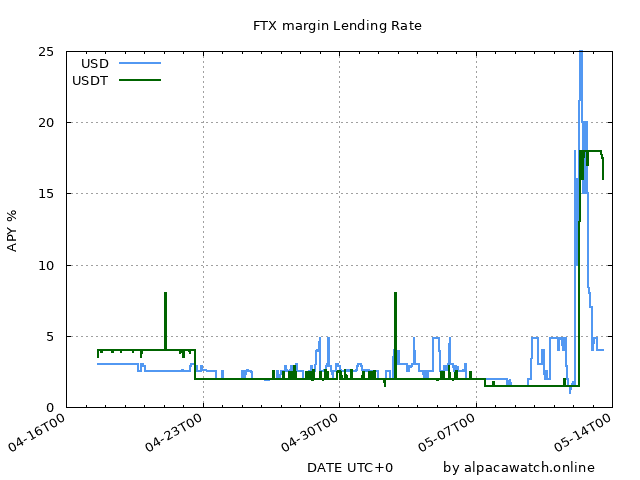 FTX margin Lending Rate
USD
USDT
25
20
15
10
5
0
APY %
04-16T00
04-23T00
04-30T00
05-07T00
05-14T00
DATE UTC+0
by alpacawatch.online